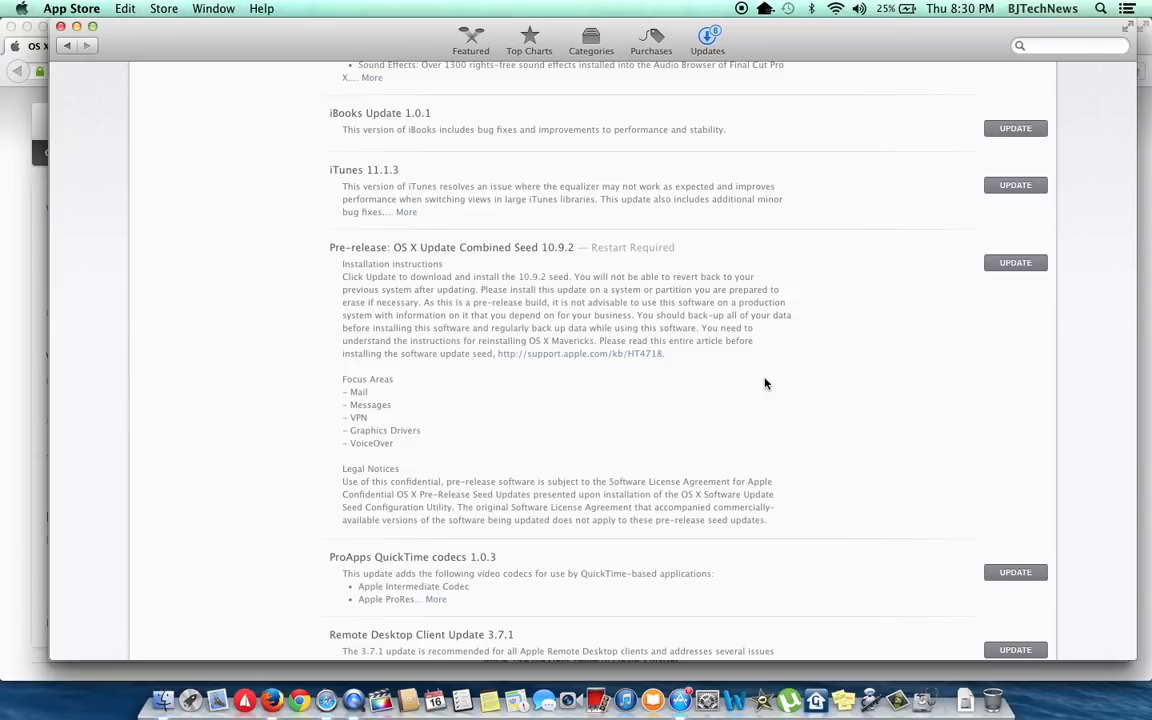 App Store Edit Store Window Help 25% Thu 8:30 PM BJTechNews
OS X
Featured Top Charts Categories Purchases Updates
6
• Sound Effects: Over 1300 rights-free sound effects installed into the Audio Browser of Final Cut Pro
X.... More
iBooks Update 1.0.1
This version of iBooks includes bug fixes and improvements to performance and stability.
UPDATE
iTunes 11.1.3
This version of iTunes resolves an issue where the equalizer may not work as expected and improves
performance when switching views in large iTunes libraries. This update also includes additional minor
bug fixes.... More
UPDATE
Pre-release: OS X Update Combined Seed 10.9.2 — Restart Required
UPDATE
Installation instructions
Click Update to download and install the 10.9.2 seed. You will not be able to revert back to your
previous system after updating. Please install this update on a system or partition you are prepared to
erase if necessary. As this is a pre-release build, it is not advisable to use this software on a production
system with information on it that you depend on for your business. You should back-up all of your data
before installing this software and regularly back up data while using this software. You need to
understand the instructions for reinstalling OS X Mavericks. Please read this entire article before
installing the software update seed, http://support.apple.com/kb/HT4718.
Focus Areas
- Mail
- Messages
- VPN
- Graphics Drivers
- VoiceOver
Legal Notices
Use of this confidential, pre-release software is subject to the Software License Agreement for Apple
Confidential OS X Pre-Release Seed Updates presented upon installation of the OS X Software Update
Seed Configuration Utility. The original Software License Agreement that accompanied commercially-
available versions of the software being updated does not apply to these pre-release seed updates.
ProApps QuickTime codecs 1.0.3
This update adds the following video codecs for use by QuickTime-based applications:
UPDATE
• Apple Intermediate Codec
• Apple ProRes... More
Remote Desktop Client Update 3.7.1
The 3.7.1 update is recommended for all Apple Remote Desktop clients and addresses several issues
UPDATE
16